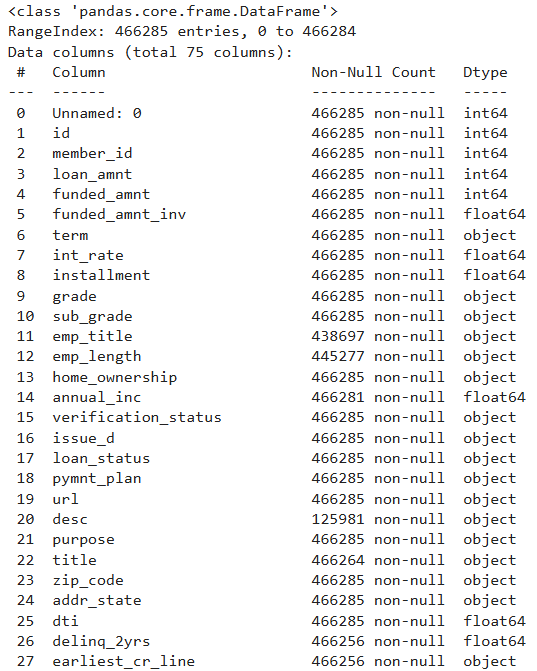 <class 'pandas.core.frame.DataFrame'>
RangeIndex: 466285 entries, 0 to 466284
Data columns (total 75 columns):
 #   Column                       Non-Null Count   Dtype
---  ------                       --------------   -----
 0   Unnamed: 0                   466285 non-null  int64
 1   id                           466285 non-null  int64
 2   member_id                    466285 non-null  int64
 3   loan_amnt                    466285 non-null  int64
 4   funded_amnt                  466285 non-null  int64
 5   funded_amnt_inv              466285 non-null  float64
 6   term                         466285 non-null  object
 7   int_rate                     466285 non-null  float64
 8   installment                  466285 non-null  float64
 9   grade                        466285 non-null  object
 10  sub_grade                    466285 non-null  object
 11  emp_title                    438697 non-null  object
 12  emp_length                   445277 non-null  object
 13  home_ownership               466285 non-null  object
 14  annual_inc                   466281 non-null  float64
 15  verification_status          466285 non-null  object
 16  issue_d                      466285 non-null  object
 17  loan_status                  466285 non-null  object
 18  pymnt_plan                   466285 non-null  object
 19  url                          466285 non-null  object
 20  desc                         125981 non-null  object
 21  purpose                      466285 non-null  object
 22  title                        466264 non-null  object
 23  zip_code                     466285 non-null  object
 24  addr_state                   466285 non-null  object
 25  dti                          466285 non-null  float64
 26  delinq_2yrs                  466256 non-null  float64
 27  earliest_cr_line             466256 non-null  object